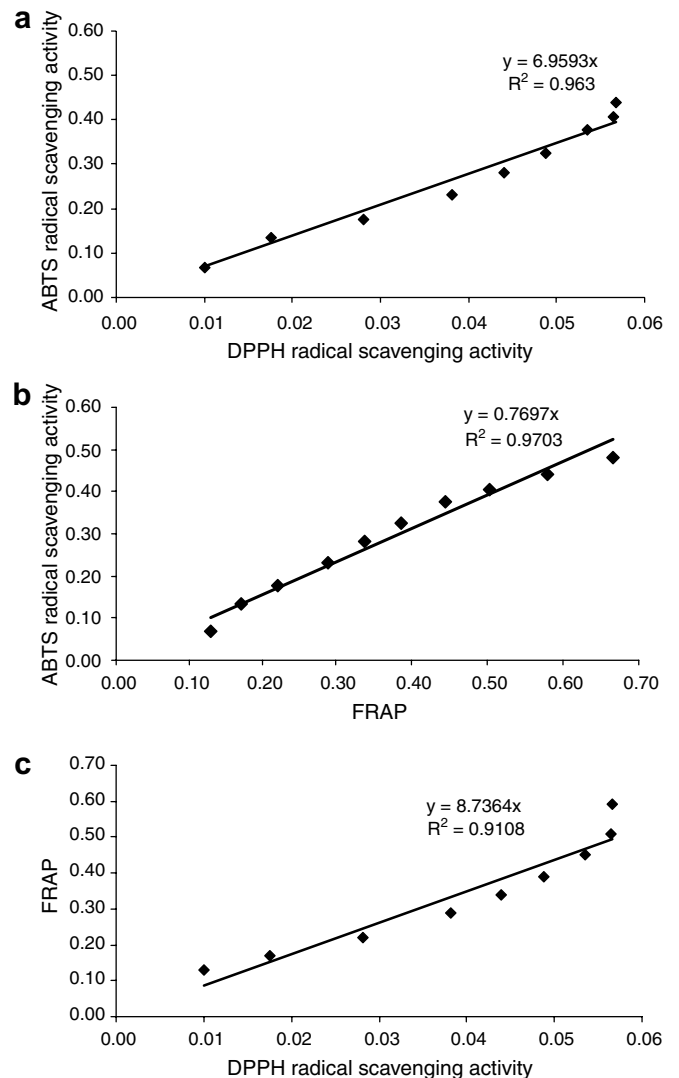 a
0.60
0.50
0.40
0.30
0.20
0.10
0.00
ABTS radical scavenging activity
y = 6.9593x
R² = 0.963
0.00 0.01 0.02 0.03 0.04 0.05 0.06
DPPH radical scavenging activity
b
0.60
0.50
0.40
0.30
0.20
0.10
0.00
ABTS radical scavenging activity
y = 0.7697x
R² = 0.9703
0.00 0.10 0.20 0.30 0.40 0.50 0.60 0.70
FRAP
c
0.70
0.60
0.50
0.40
0.30
0.20
0.10
0.00
FRAP
y = 8.7364x
R² = 0.9108
0.00 0.01 0.02 0.03 0.04 0.05 0.06
DPPH radical scavenging activity